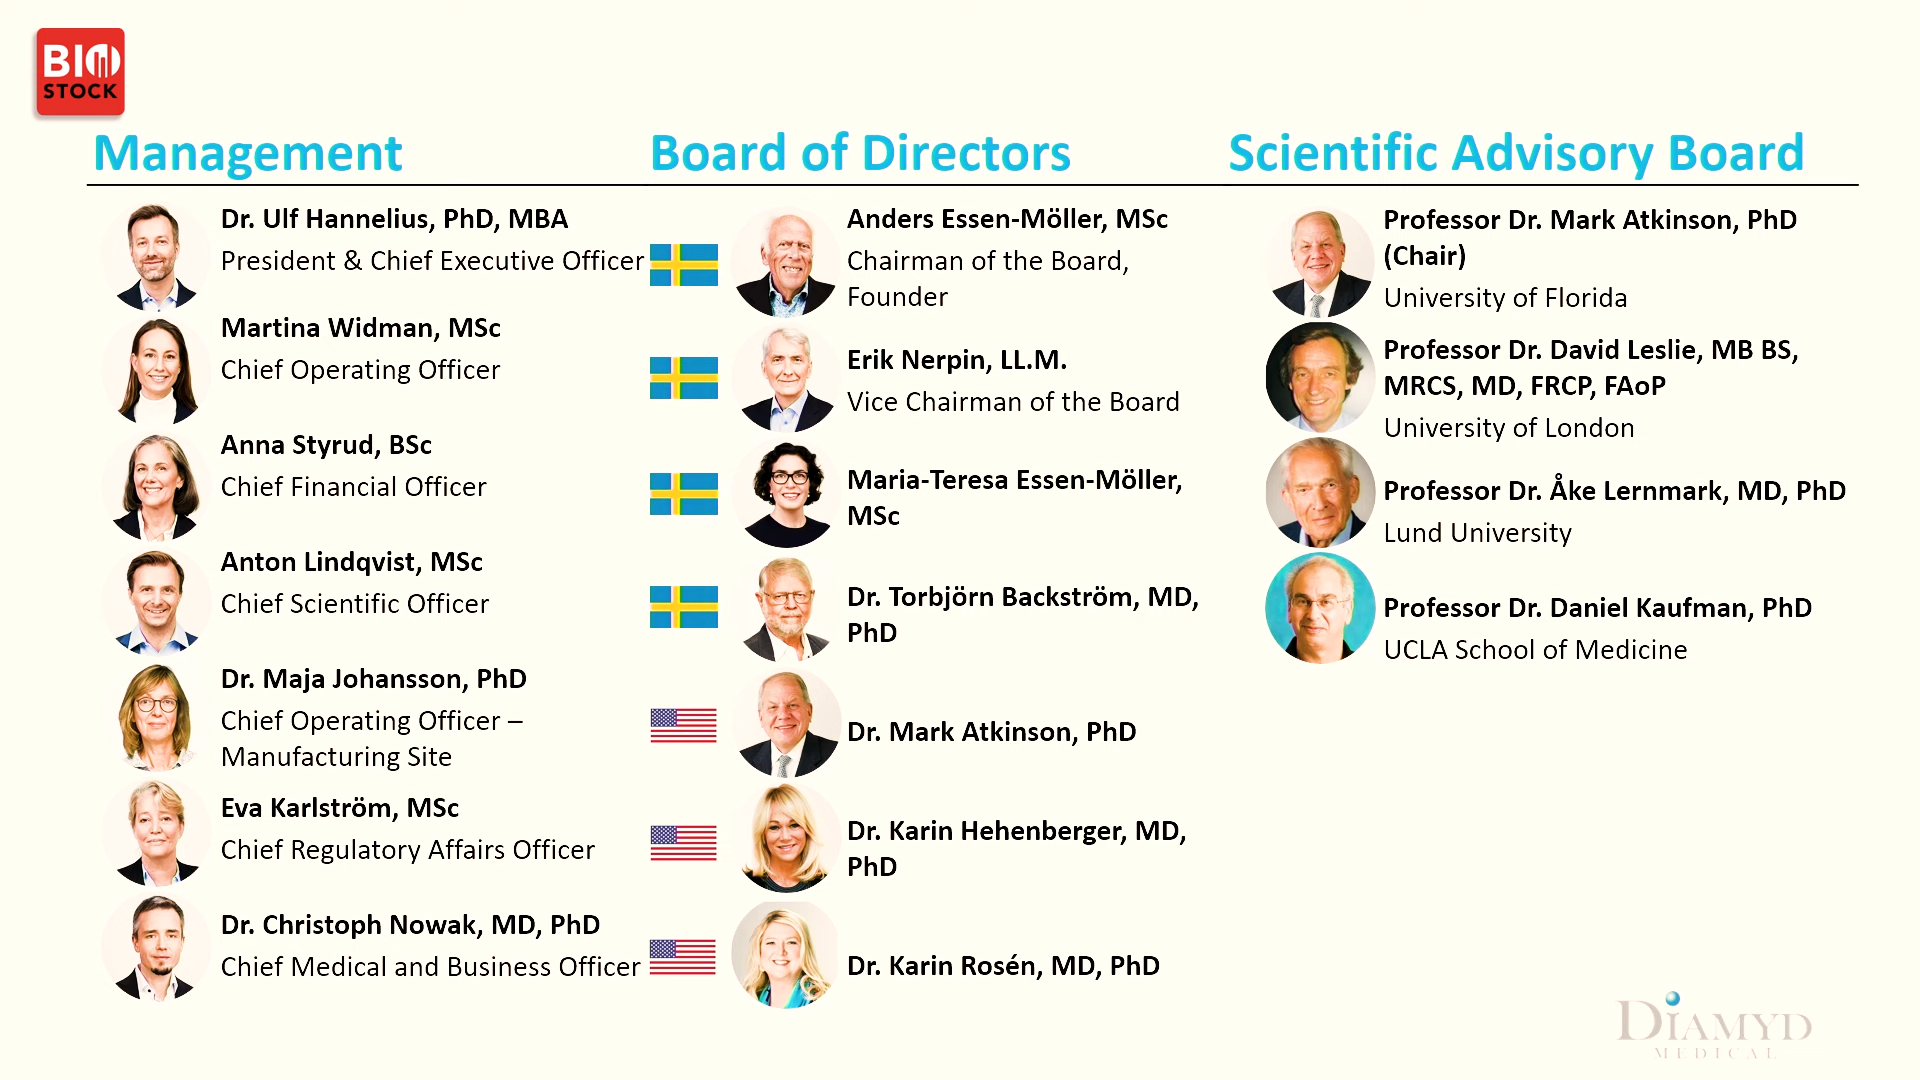 BIO
STOCK
Management
Board of Directors
Scientific Advisory Board
Dr. Ulf Hannelius, PhD, MBA
President & Chief Executive Officer
Martina Widman, MSc
Chief Operating Officer
Anna Styrud, BSc
Chief Financial Officer
Anton Lindqvist, MSc
Chief Scientific Officer
Dr. Maja Johansson, PhD
Chief Operating Officer –
Manufacturing Site
Eva Karlström, MSc
Chief Regulatory Affairs Officer
Dr. Christoph Nowak, MD, PhD
Chief Medical and Business Officer
Anders Essen-Möller, MSc
Chairman of the Board,
Founder
Erik Nerpin, LL.M.
Vice Chairman of the Board
Maria-Teresa Essen-Möller,
MSc
Dr. Torbjörn Backström, MD,
PhD
Dr. Mark Atkinson, PhD
Dr. Karin Hehenberger, MD,
PhD
Dr. Karin Rosén, MD, PhD
Professor Dr. Mark Atkinson, PhD
(Chair)
University of Florida
Professor Dr. David Leslie, MB BS,
MRCS, MD, FRCP, FAoP
University of London
Professor Dr. Åke Lernmark, MD, PhD
Lund University
Professor Dr. Daniel Kaufman, PhD
UCLA School of Medicine
DIAMYD
MEDICAL